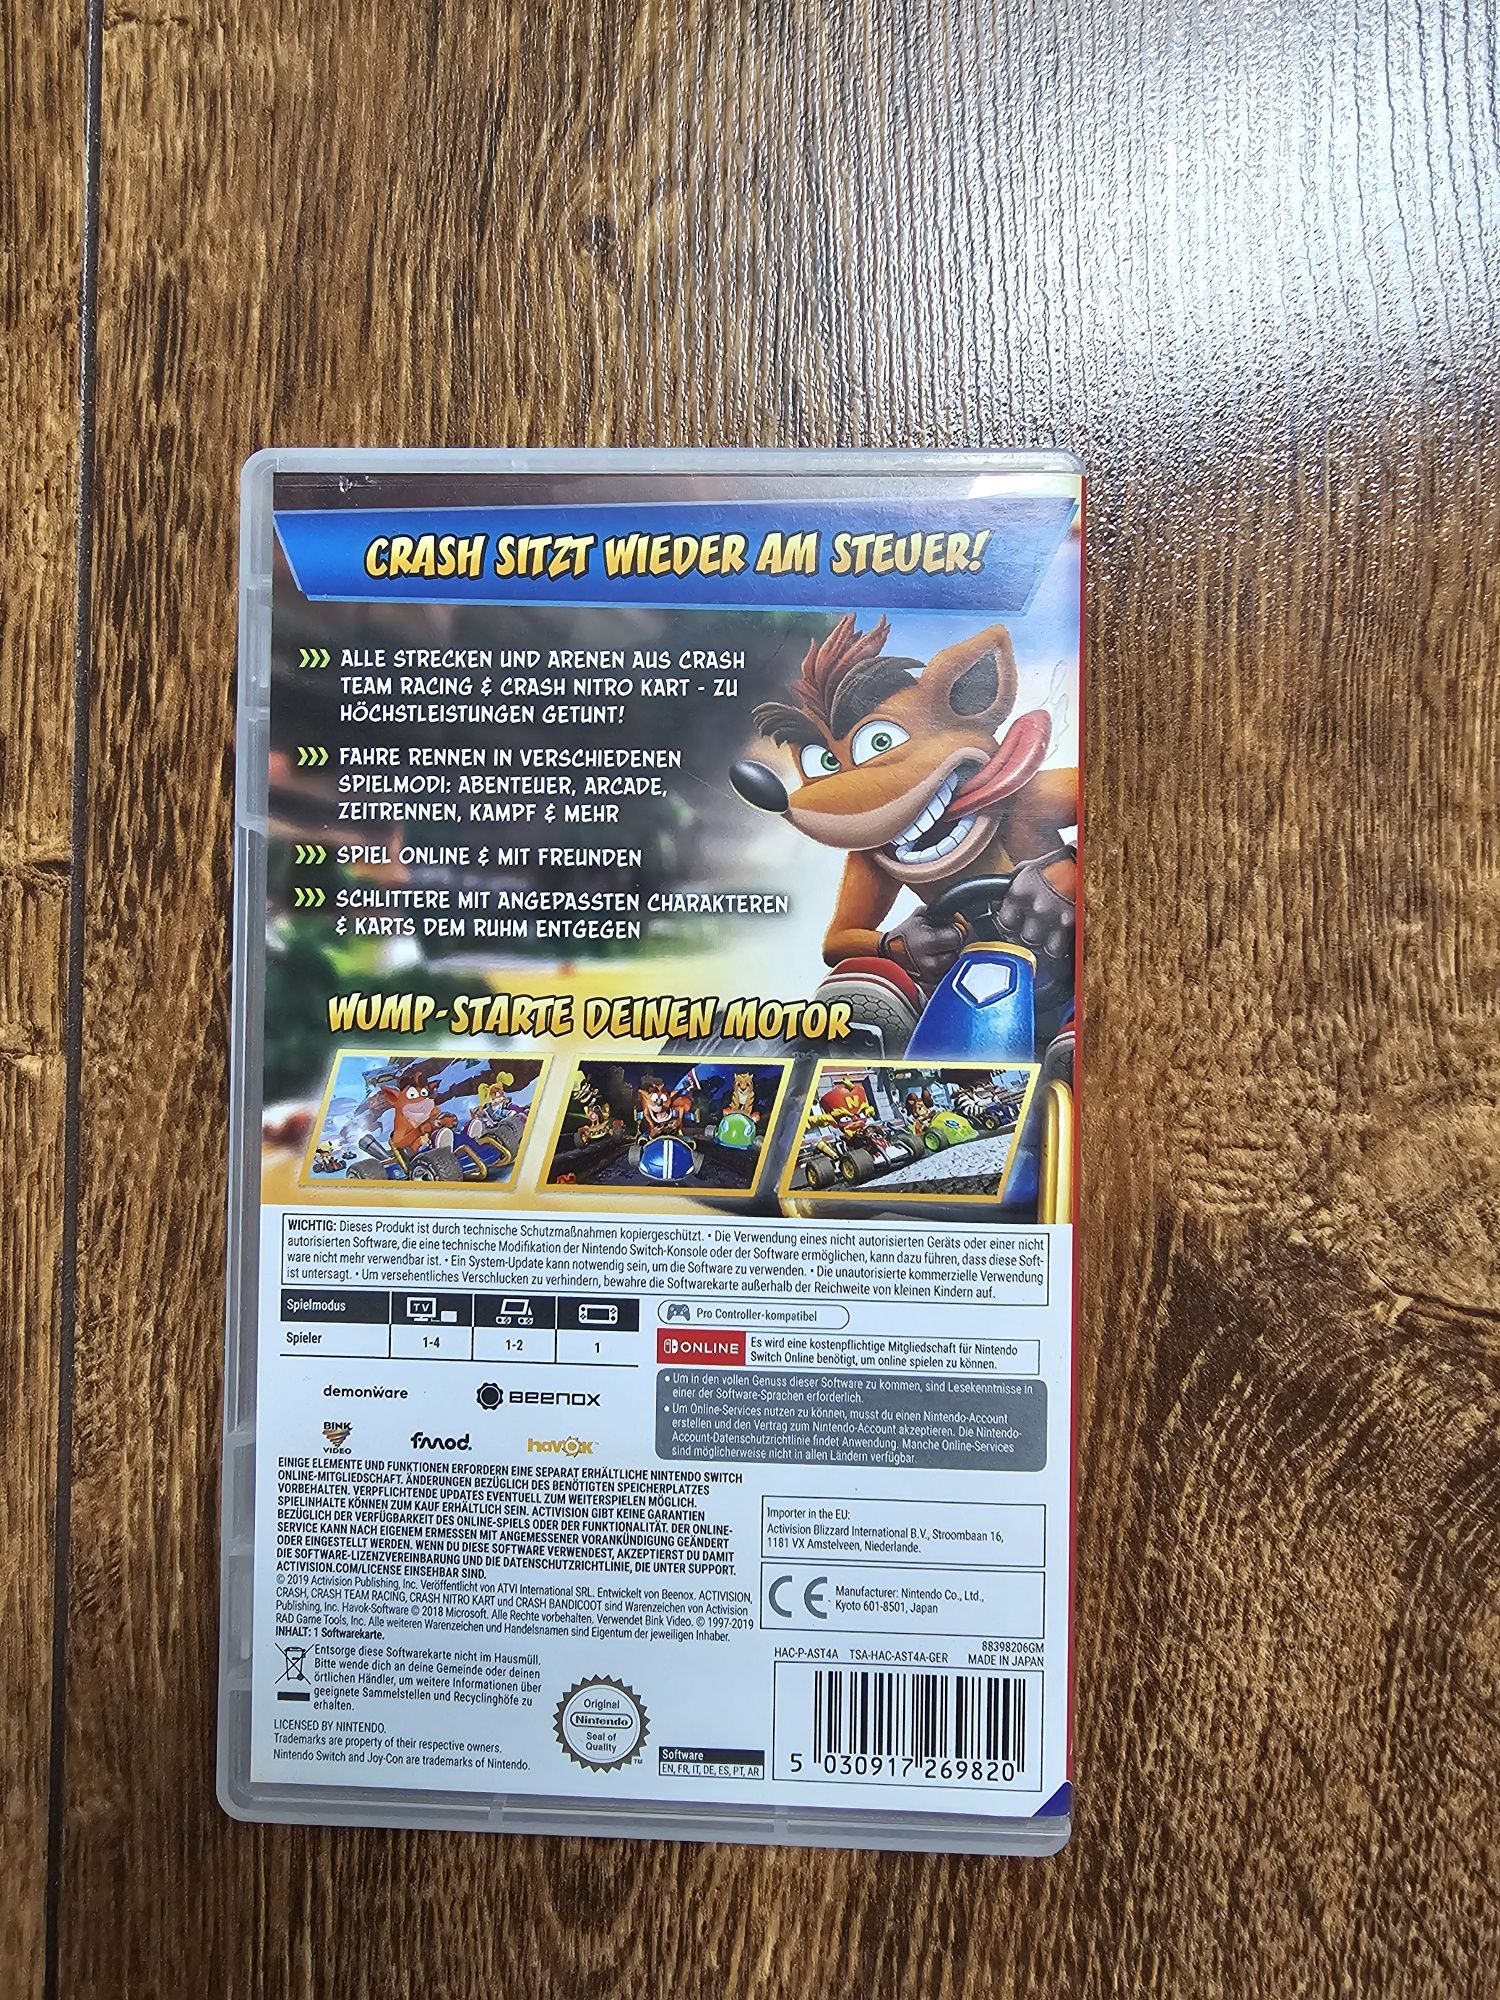 CRASH SITZT WIEDER AM STEUER!
››› ALLE STRECKEN UND ARENEN AUS CRASH
TEAM RACING & CRASH NITRO KART - ZU
HÖCHSTLEISTUNGEN GETUNT!
››› FAHRE RENNEN IN VERSCHIEDENEN
SPIELMODI: ABENTEUER, ARCADE,
ZEITRENNEN, KAMPF & MEHR
››› SPIEL ONLINE & MIT FREUNDEN
››› SCHLITTERE MIT ANGEPASSTEN CHARAKTEREN
& KARTS DEM RUHM ENTGEGEN
WUMP-STARTE DEINEN MOTOR
WICHTIG: Dieses Produkt ist durch technische Schutzmaßnahmen kopiergeschützt. • Die Verwendung eines nicht autorisierten Geräts oder einer nicht
autorisierten Software, die eine technische Modifikation der Nintendo Switch-Konsole oder der Software ermöglichen, kann dazu führen, dass diese Soft-
ware nicht mehr verwendbar ist. • Ein System-Update kann notwendig sein, um die Software zu verwenden. • Die unautorisierte kommerzielle Verwendung
ist untersagt. • Um versehentliches Verschlucken zu verhindern, bewahre die Softwarekarte außerhalb der Reichweite von kleinen Kindern auf.
Spielmodus TV
Spieler 1-4 1-2 1
Pro Controller-kompatibel
ONLINE Es wird eine kostenpflichtige Mitgliedschaft für Nintendo
Switch Online benötigt, um online spielen zu können.
• Um in den vollen Genuss dieser Software zu kommen, sind Lesekenntnisse in
einer der Software-Sprachen erforderlich.
• Um Online-Services nutzen zu können, musst du einen Nintendo-Account
erstellen und den Vertrag zum Nintendo-Account akzeptieren. Die Nintendo-
Account-Datenschutzrichtlinie findet Anwendung. Manche Online-Services
sind möglicherweise nicht in allen Ländern verfügbar.
demonware BEENOX
BINK VIDEO fmod. havok™
EINIGE ELEMENTE UND FUNKTIONEN ERFORDERN EINE SEPARAT ERHÄLTLICHE NINTENDO SWITCH
ONLINE-MITGLIEDSCHAFT. ÄNDERUNGEN BEZÜGLICH DES BENÖTIGTEN SPEICHERPLATZES
VORBEHALTEN. VERPFLICHTENDE UPDATES EVENTUELL ZUM WEITERSPIELEN MÖGLICH.
SPIELINHALTE KÖNNEN ZUM KAUF ERHÄLTLICH SEIN. ACTIVISION GIBT KEINE GARANTIEN
BEZÜGLICH DER VERFÜGBARKEIT DES ONLINE-SPIELS ODER DER FUNKTIONALITÄT. DER ONLINE-
SERVICE KANN NACH EIGENEM ERMESSEN MIT ANGEMESSENER VORANKÜNDIGUNG GEÄNDERT
ODER EINGESTELLT WERDEN. WENN DU DIESE SOFTWARE VERWENDEST, AKZEPTIERST DU DAMIT
DIE SOFTWARE-LIZENZVEREINBARUNG UND DIE DATENSCHUTZRICHTLINIE, DIE UNTER SUPPORT.
ACTIVISION.COM/LICENSE EINSEHBAR SIND.
© 2019 Activision Publishing, Inc. Veröffentlicht von ATVI International SRL. Entwickelt von Beenox. ACTIVISION,
CRASH, CRASH TEAM RACING, CRASH NITRO KART und CRASH BANDICOOT sind Warenzeichen von Activision
Publishing, Inc. Havok-Software © 2018 Microsoft. Alle Rechte vorbehalten. Verwendet Bink Video. © 1997-2019
RAD Game Tools, Inc. Alle weiteren Warenzeichen und Handelsnamen sind Eigentum der jeweiligen Inhaber.
INHALT: 1 Softwarekarte.
Importer in the EU:
Activision Blizzard International B.V., Stroombaan 16,
1181 VX Amstelveen, Niederlande.
CE Manufacturer: Nintendo Co., Ltd.,
Kyoto 601-8501, Japan
Entsorge diese Softwarekarte nicht im Hausmüll.
Bitte wende dich an deine Gemeinde oder deinen
örtlichen Händler, um weitere Informationen über
geeignete Sammelstellen und Recyclinghöfe zu
erhalten.
LICENSED BY NINTENDO.
Trademarks are property of their respective owners.
Nintendo Switch and Joy-Con are trademarks of Nintendo.
Original
Nintendo
Seal of
Quality
TM
Software
EN, FR, IT, DE, ES, PT, AR
88398206GM
HAC-P-AST4A TSA-HAC-AST4A-GER MADE IN JAPAN
5 030917 269820